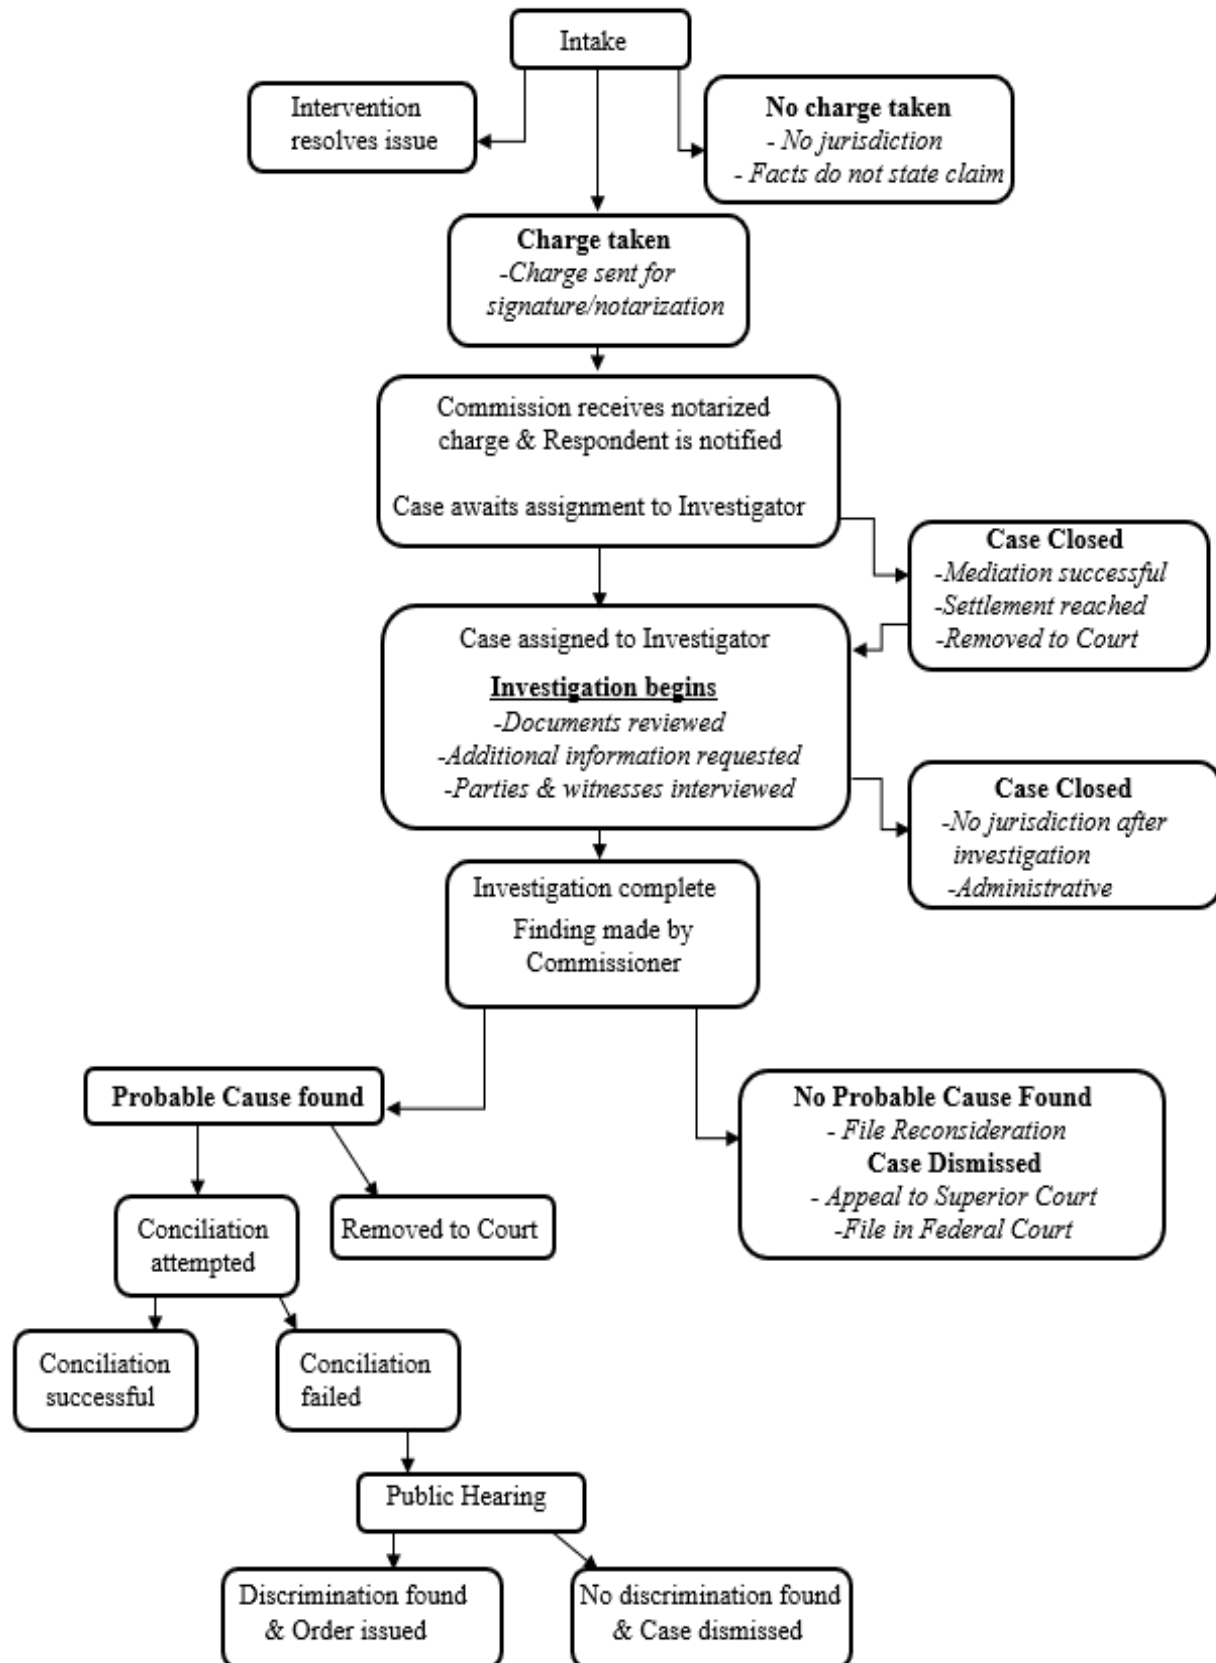 Intake
Intervention
resolves issue
No charge taken
- No jurisdiction
- Facts do not state claim
Charge taken
-Charge sent for
signature/notarization
Commission receives notarized
charge & Respondent is notified
Case awaits assignment to Investigator
Case Closed
-Mediation successful
-Settlement reached
-Removed to Court
Case assigned to Investigator
Investigation begins
-Documents reviewed
-Additional information requested
-Parties & witnesses interviewed
Case Closed
-No jurisdiction after
investigation
-Administrative
Investigation complete
Finding made by
Commissioner
Probable Cause found
No Probable Cause Found
- File Reconsideration
Case Dismissed
- Appeal to Superior Court
-File in Federal Court
Conciliation
attempted
Removed to Court
Conciliation
successful
Conciliation
failed
Public Hearing
Discrimination found
& Order issued
No discrimination found
& Case dismissed